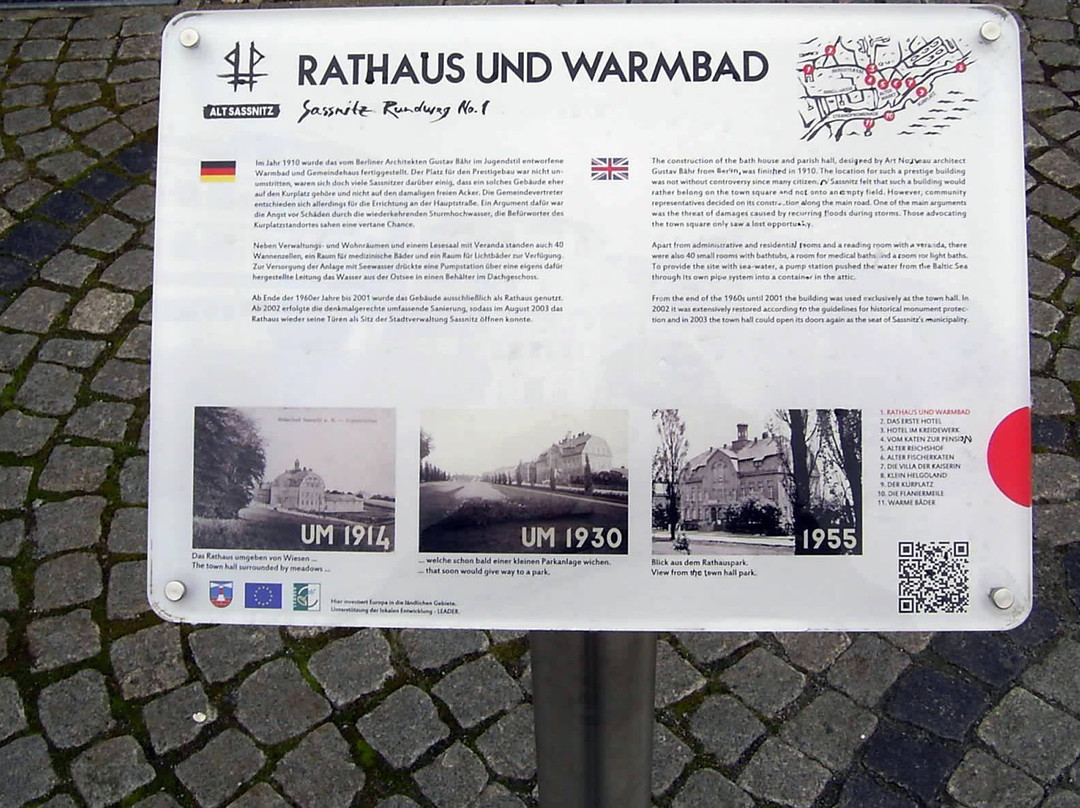 RATHAUS UND WARMBAD
ALT SASSNITZ
Sassnitz Rundweg No. 1
Im Jahr 1910 wurde das vom Berliner Architekten Gustav Bähr im Jugendstil entworfene
Warmbad und Gemeindehaus fertiggestellt. Der Platz für den Prestigebau war nicht un-
umstritten, waren sich doch viele Sassnitzer darüber einig, dass ein solches Gebäude eher
auf den Kurplatz gehöre und nicht auf den damaligen freien Acker. Die Gemeindevertreter
entschieden sich allerdings für die Errichtung an der Hauptstraße. Ein Argument dafür war
die Angst vor Schäden durch die wiederkehrenden Sturmhochwasser, die Befürworter des
Kurplatzstandortes sahen eine vertane Chance.
Neben Verwaltungs- und Wohnräumen und einem Lesesaal mit Veranda standen auch 40
Wannenzellen, ein Raum für medizinische Bäder und ein Raum für Lichtbäder zur Verfügung.
Zur Versorgung der Anlage mit Seewasser drückte eine Pumpstation über eine eigens dafür
hergestellte Leitung das Wasser aus der Ostsee in einen Behälter im Dachgeschoss.
Ab Ende der 1960er Jahre bis 2001 wurde das Gebäude ausschließlich als Rathaus genutzt.
Ab 2002 erfolgte die denkmalgerechte umfassende Sanierung, sodass im August 2003 das
Rathaus wieder seine Türen als Sitz der Stadtverwaltung Sassnitz öffnen konnte.
The construction of the bath house and parish hall, designed by Art Nouveau architect
Gustav Bähr from Berlin, was finished in 1910. The location for such a prestige building
was not without controversy since many citizens in Sassnitz felt that such a building would
rather belong on the town square and not onto an empty field. However, community
representatives decided on its construction along the main road. One of the main arguments
was the threat of damages caused by recurring floods during storms. Those advocating
the town square only saw a lost opportunity.
Apart from administrative and residential rooms and a reading room with a veranda, there
were also 40 small rooms with bathtubs, a room for medical baths and a room for light baths.
To provide the site with sea-water, a pump station pushed the water from the Baltic Sea
through its own pipe system into a container in the attic.
From the end of the 1960s until 2001 the building was used exclusively as the town hall. In
2002 it was extensively restored according to the guidelines for historical monument protec-
tion and in 2003 the town hall could open its doors again as the seat of Sassnitz's municipality.
UM 1914
Das Rathaus umgeben von Wiesen ...
The town hall surrounded by meadows ...
UM 1930
... welche schon bald einer kleinen Parkanlage wichen.
... that soon would give way to a park.
1955
Blick aus dem Rathauspark.
View from the town hall park.
1. RATHAUS UND WARMBAD
2. DAS ERSTE HOTEL
3. HOTEL IM KREIDEWERK
4. VOM KATEN ZUR PENSION
5. ALTER REICHSHOF
6. ALTER FISCHERKATEN
7. DIE VILLA DER KAISERIN
8. KLEIN HELGOLAND
9. DER KURPLATZ
10. DIE FLANIERMEILE
11. WARME BÄDER
Hier investiert Europa in die ländlichen Gebiete.
Unterstützung der lokalen Entwicklung - LEADER.